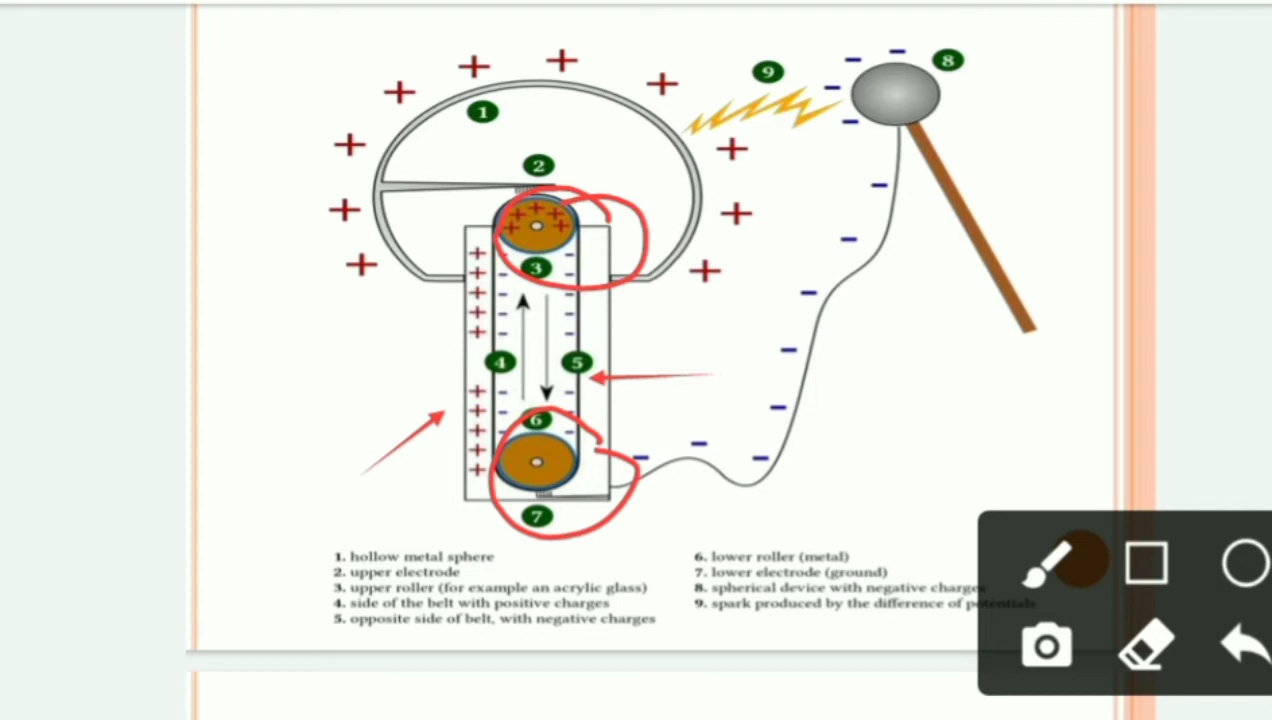 9
8
1
2
3
4
5
6
7
1. hollow metal sphere
2. upper electrode
3. upper roller (for example an acrylic glass)
4. side of the belt with positive charges
5. opposite side of belt, with negative charges
6. lower roller (metal)
7. lower electrode (ground)
8. spherical device with negative charges
9. spark produced by the difference of potentials